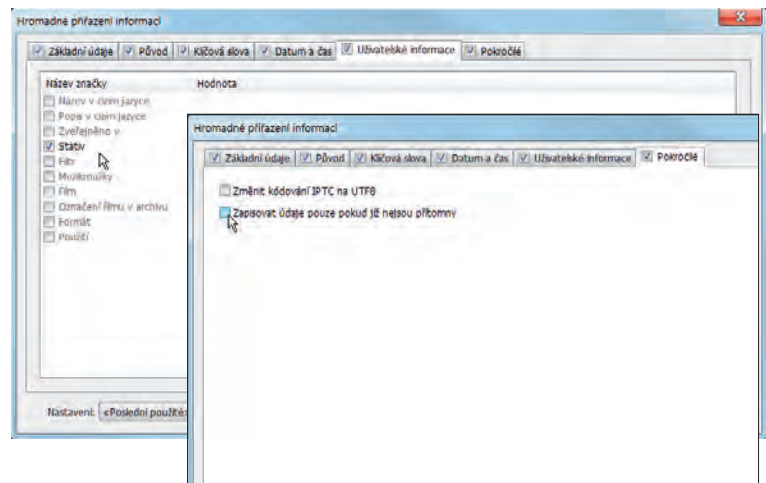 Hromadné přiřazení informací
Základní údaje Původ Klíčová slova Datum a čas Uživatelské informace Pokročilé
Název značky Hodnota
Název v cizím jazyce
Popis v cizím jazyce
Zveřejněno v
Stativ
Filtr
Mezikroužky
Film
Označení filmu v archivu
Formát
Použití
Nastavení: <Poslední použité>
Hromadné přiřazení informací
Základní údaje Původ Klíčová slova Datum a čas Uživatelské informace Pokročilé
Změnit kódování IPTC na UTF8
Zapisovat údaje pouze pokud již nejsou přítomny